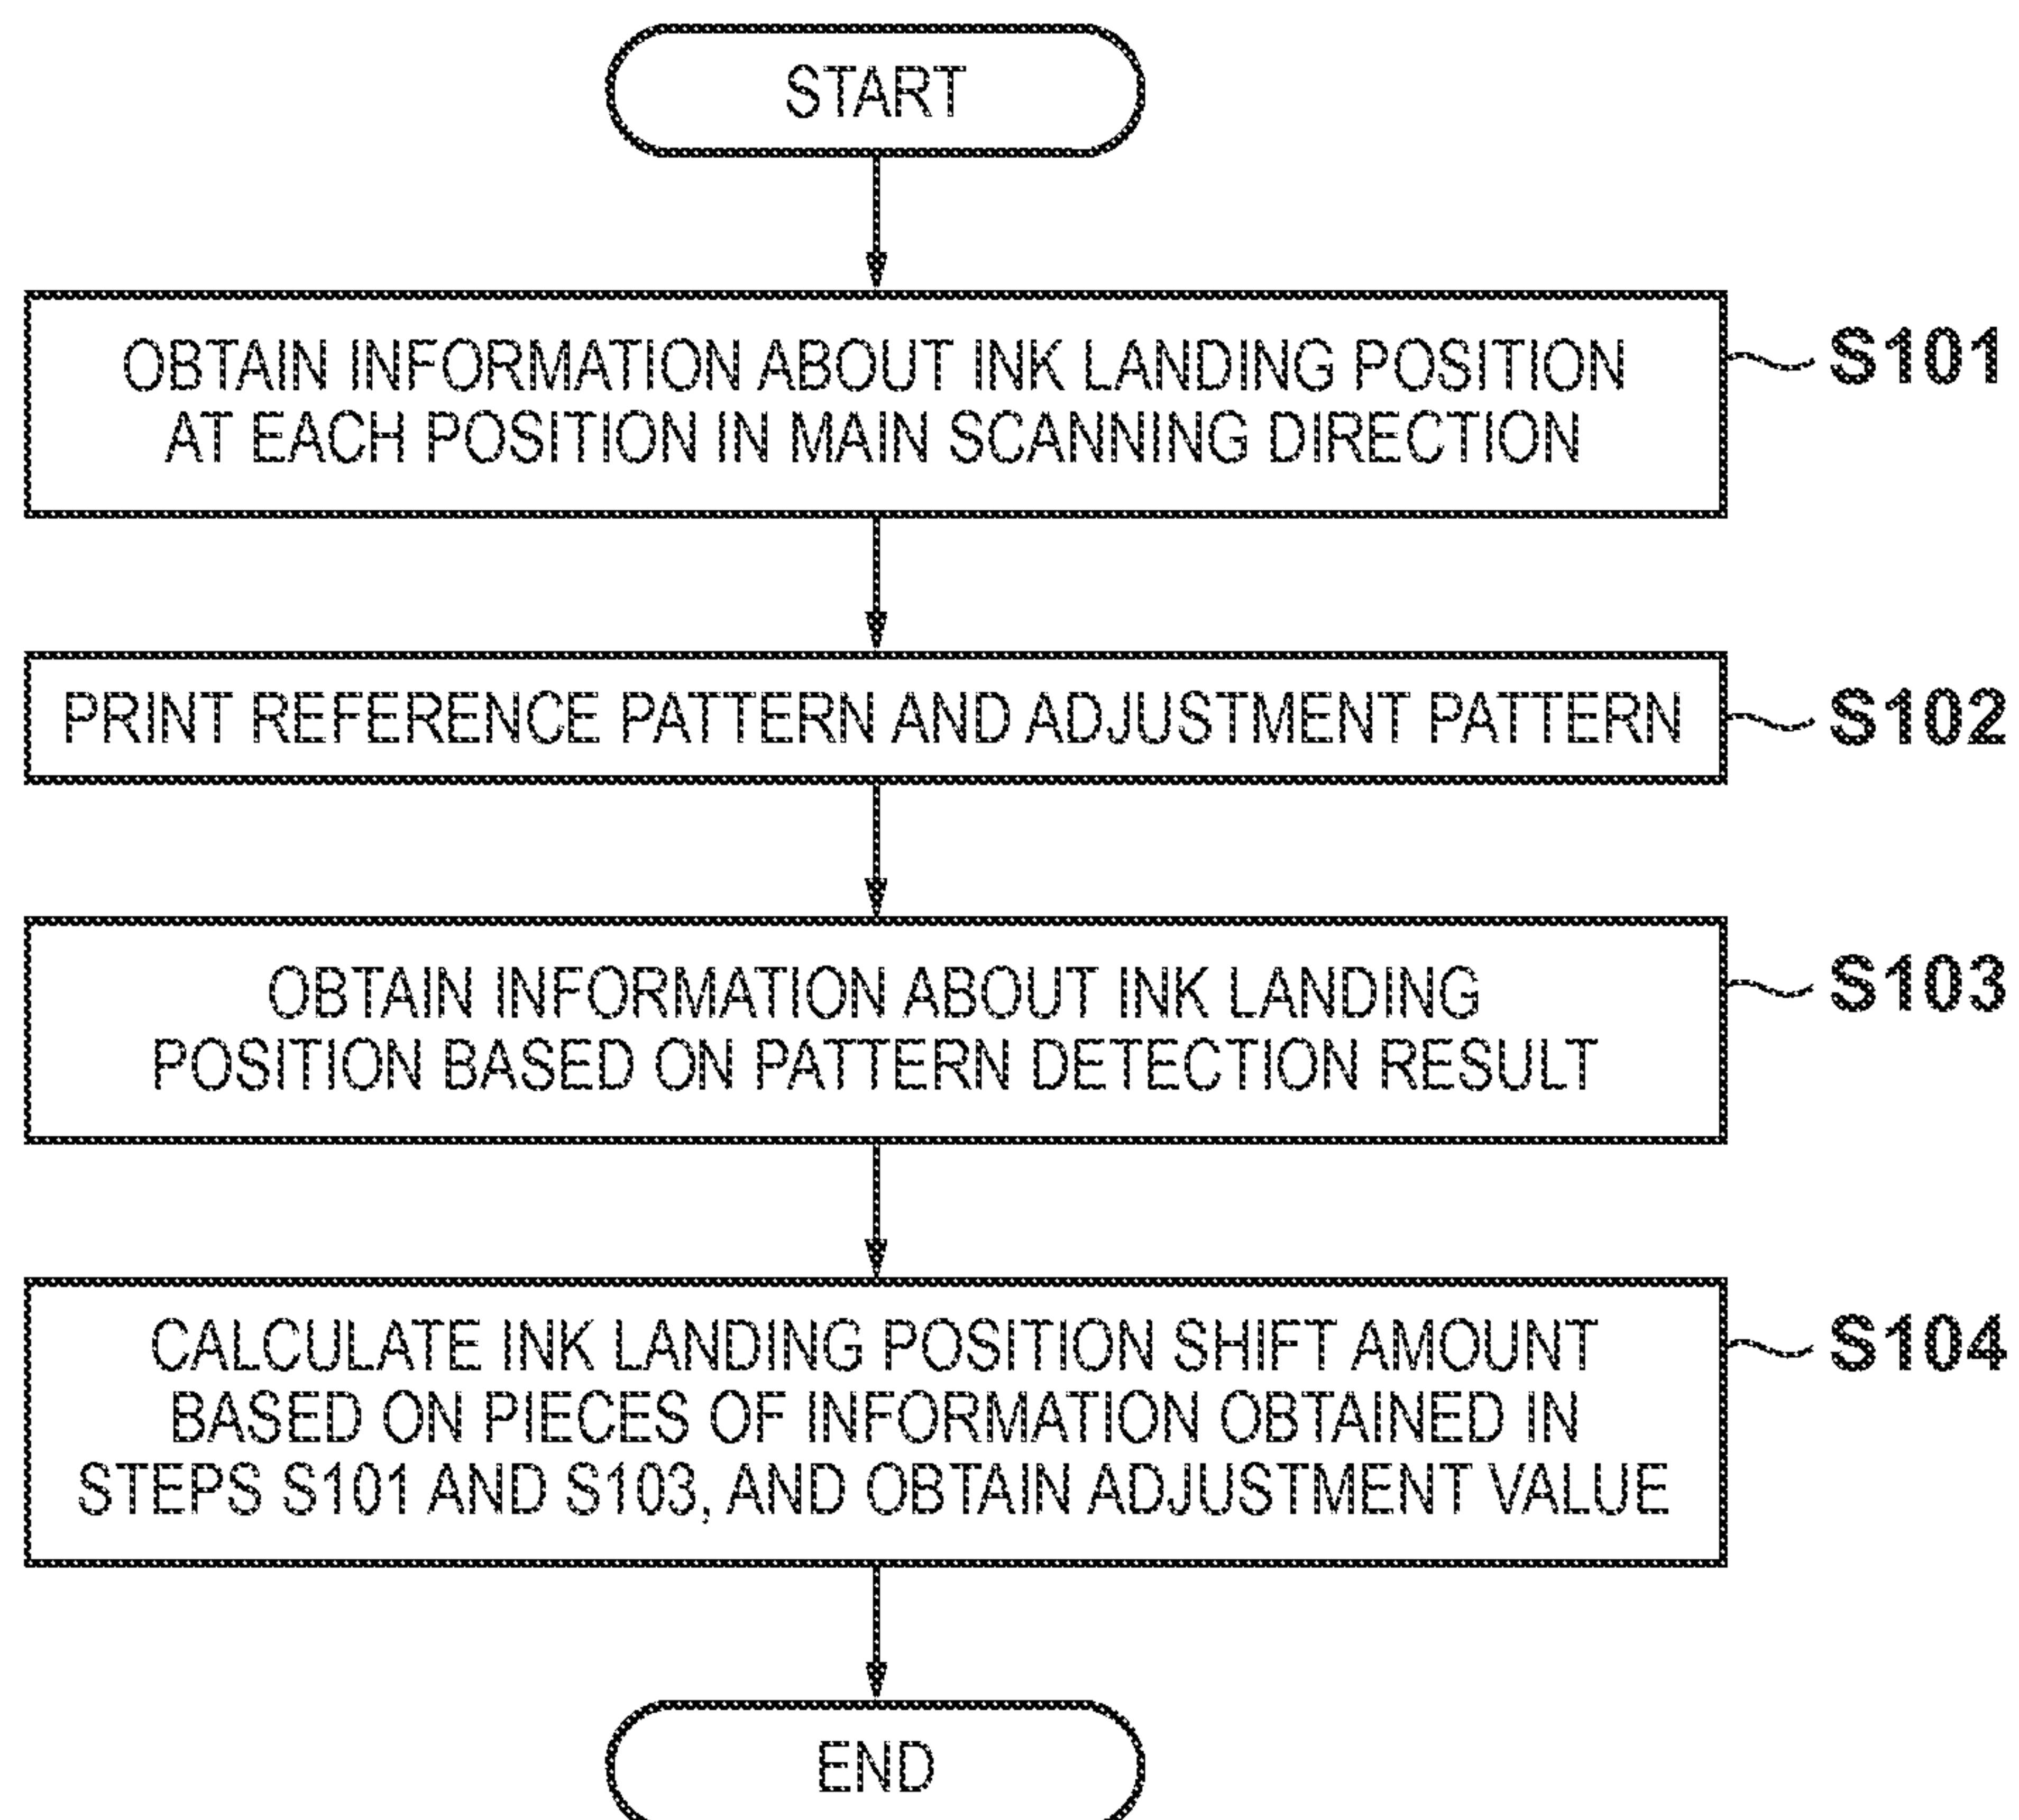 START
OBTAIN INFORMATION ABOUT INK LANDING POSITION
AT EACH POSITION IN MAIN SCANNING DIRECTION
S101
PRINT REFERENCE PATTERN AND ADJUSTMENT PATTERN
S102
OBTAIN INFORMATION ABOUT INK LANDING
POSITION BASED ON PATTERN DETECTION RESULT
S103
CALCULATE INK LANDING POSITION SHIFT AMOUNT
BASED ON PIECES OF INFORMATION OBTAINED IN
STEPS S101 AND S103, AND OBTAIN ADJUSTMENT VALUE
S104
END